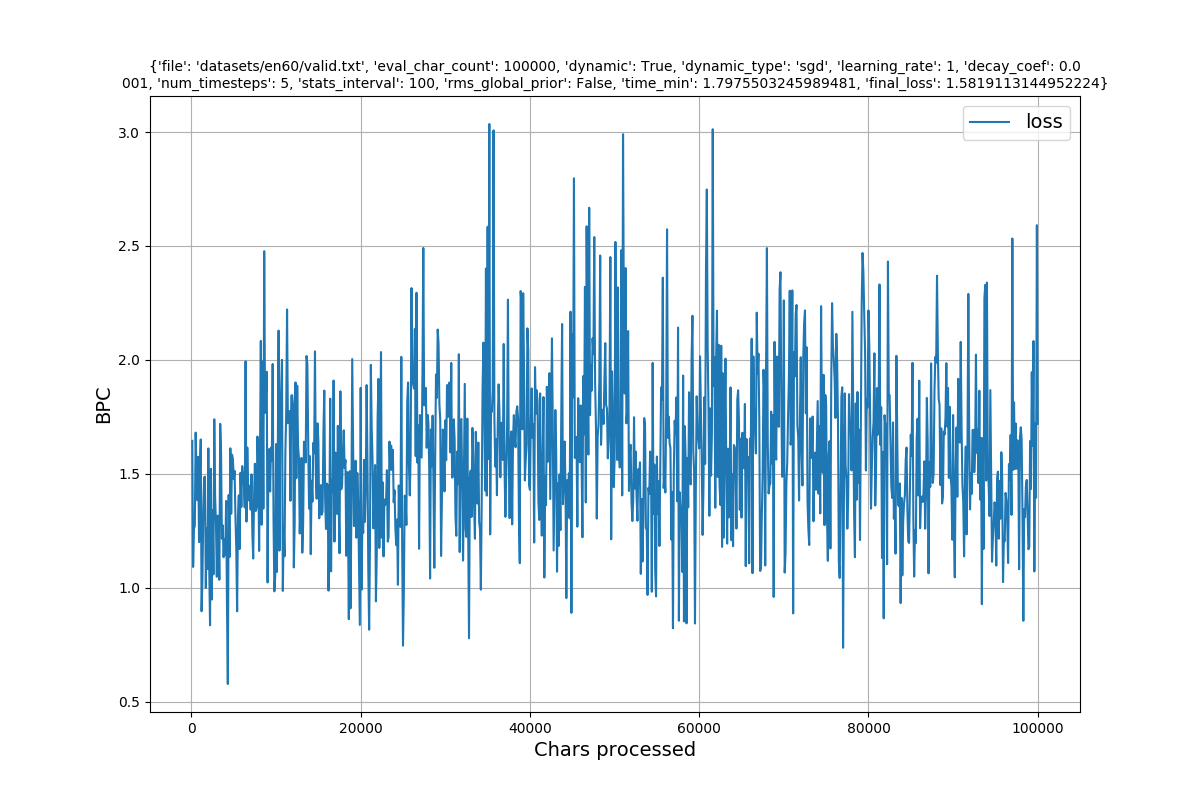 {'file': 'datasets/en60/valid.txt', 'eval_char_count': 100000, 'dynamic': True, 'dynamic_type': 'sgd', 'learning_rate': 1, 'decay_coef': 0.0
001, 'num_timesteps': 5, 'stats_interval': 100, 'rms_global_prior': False, 'time_min': 1.7975503245989481, 'final_loss': 1.5819113144952224}
loss
3.0
2.5
2.0
1.5
1.0
0.5
BPC
0 20000 40000 60000 80000 100000
Chars processed